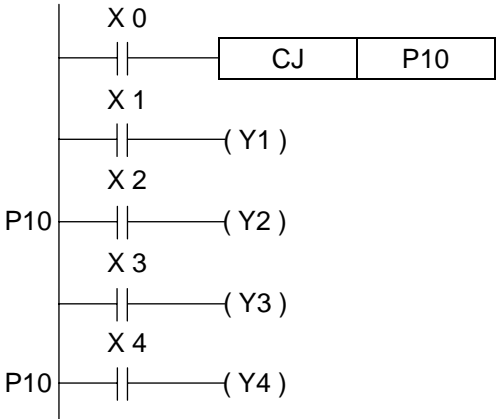 X 0
CJ P10
X 1
( Y1 )
X 2
P10 ( Y2 )
X 3
( Y3 )
X 4
P10 ( Y4 )